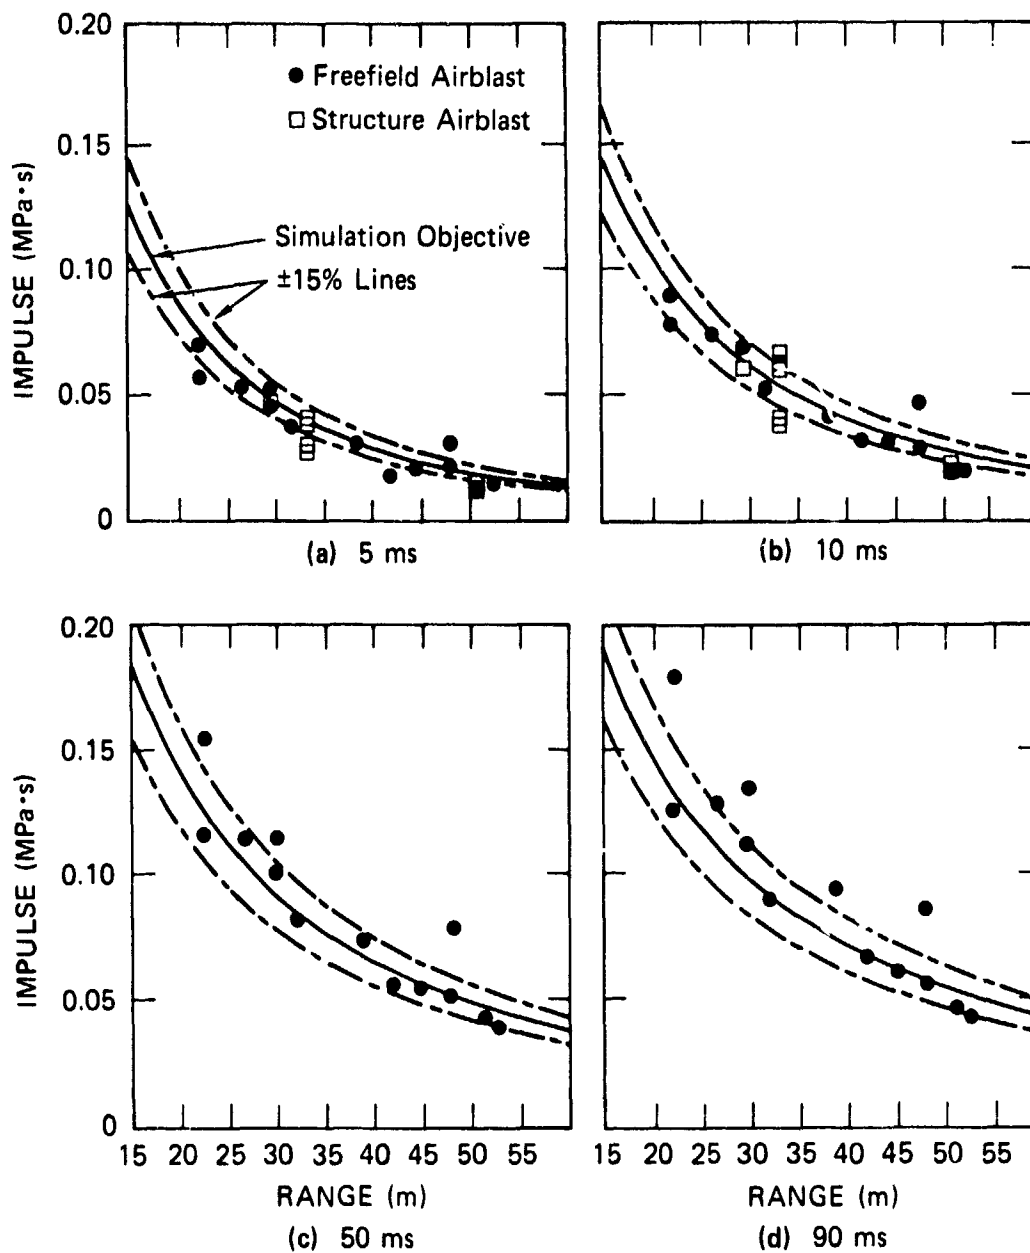 0.20
0.15
0.10
0.05
0
IMPULSE (MPa·s)
● Freefield Airblast
□ Structure Airblast
Simulation Objective
±15% Lines
(a) 5 ms
(b) 10 ms
0.20
0.15
0.10
0.05
0
IMPULSE (MPa·s)
15 20 25 30 35 40 45 50 55
RANGE (m)
(c) 50 ms
15 20 25 30 35 40 45 50 55
RANGE (m)
(d) 90 ms